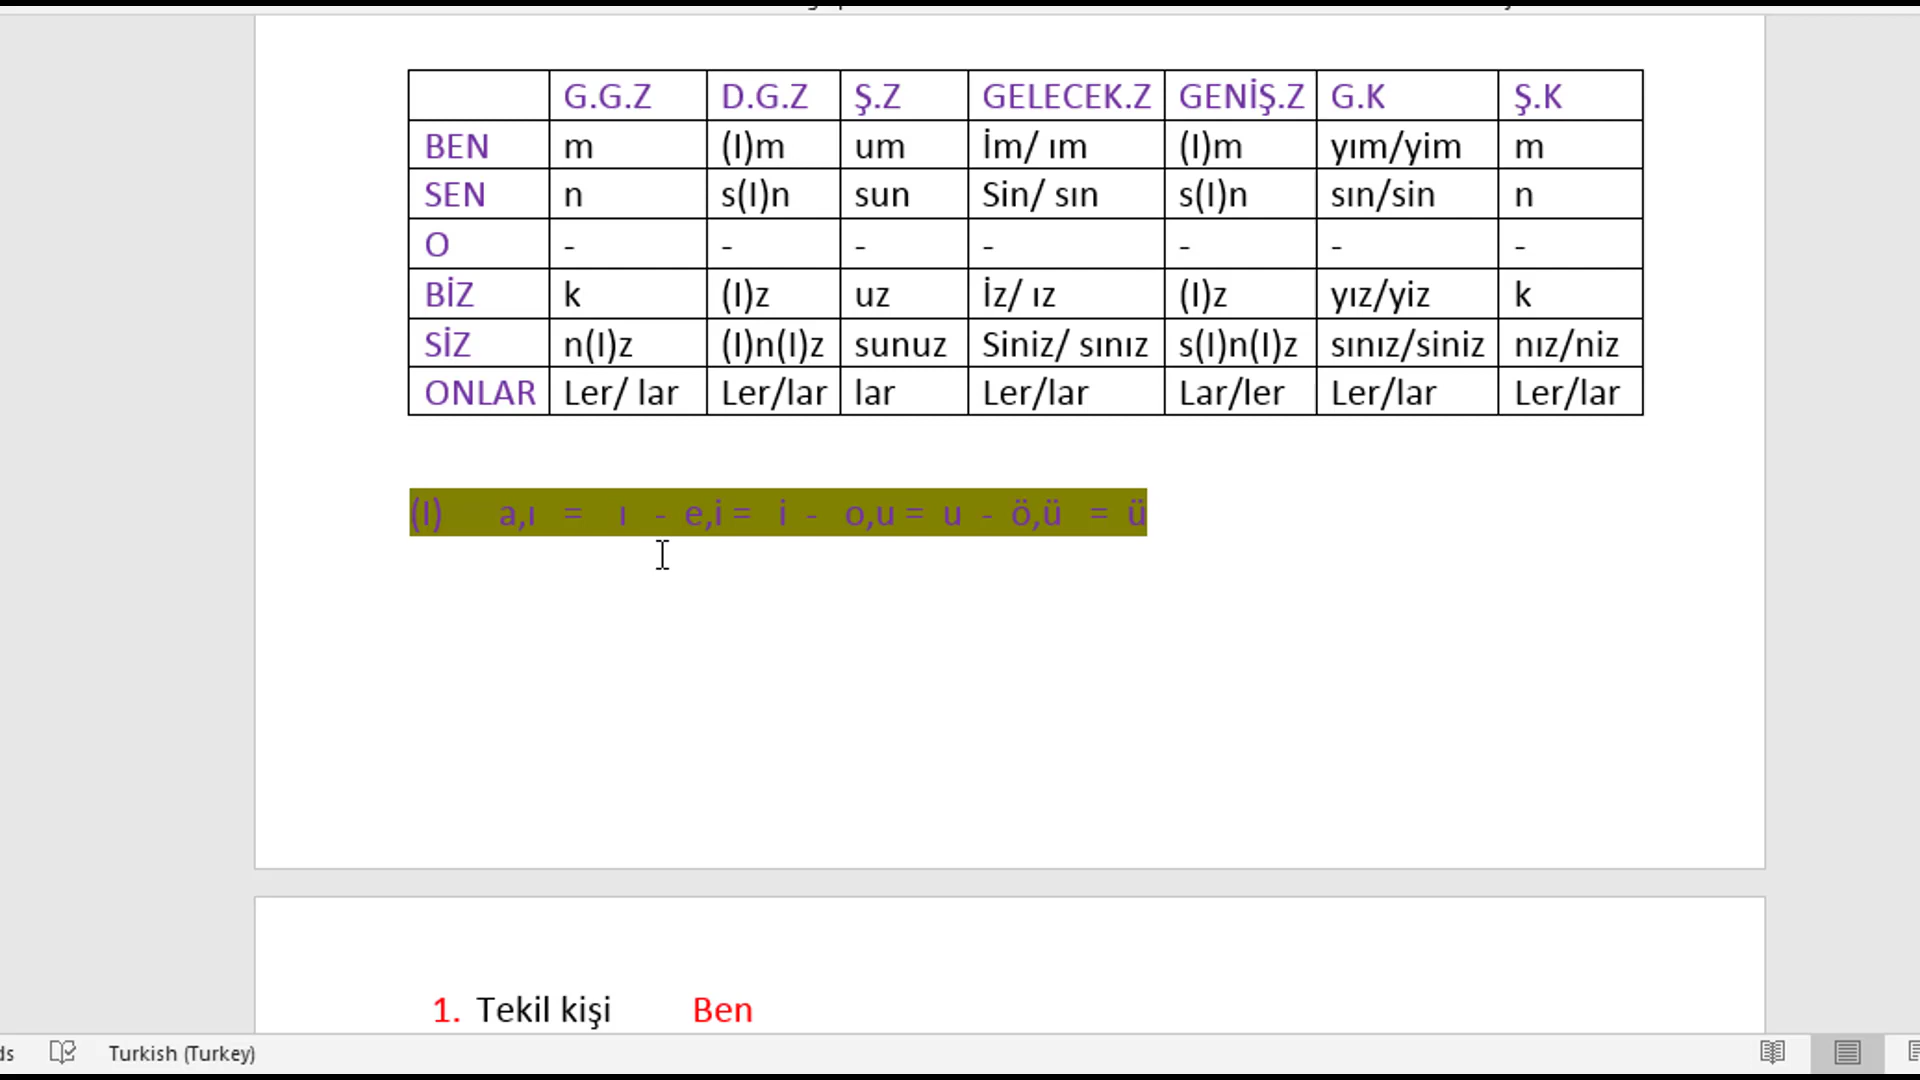 G.G.Z D.G.Z Ş.Z GELECEK.Z GENİŞ.Z G.K Ş.K
BEN m (I)m um İm/ ım (I)m yım/yim m
SEN n s(I)n sun Sin/ sın s(I)n sın/sin n
O - - - - - - -
BİZ k (I)z uz İz/ ız (I)z yız/yiz k
SİZ n(I)z (I)n(I)z sunuz Siniz/ sınız s(I)n(I)z sınız/siniz nız/niz
ONLAR Ler/ lar Ler/lar lar Ler/lar Lar/ler Ler/lar Ler/lar
(I) a,ı = ı - e,i = i - o,u = u - ö,ü = ü
1. Tekil kişi Ben
ds Turkish (Turkey)